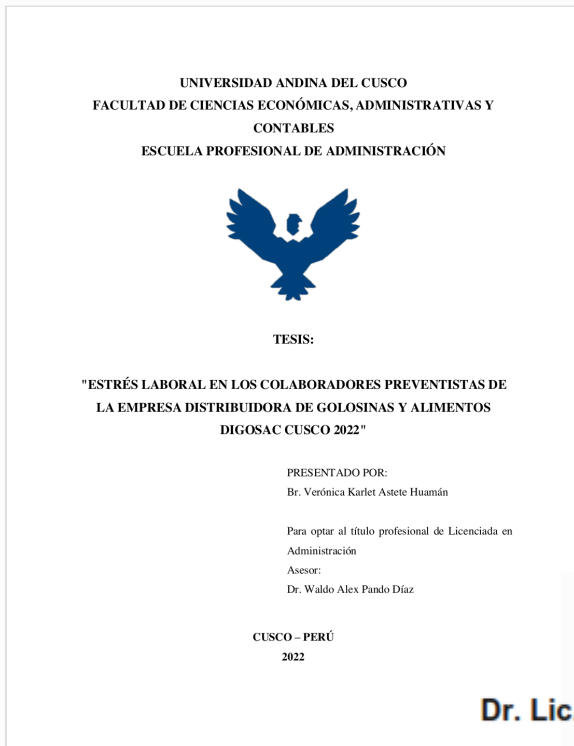 UNIVERSIDAD ANDINA DEL CUSCO
FACULTAD DE CIENCIAS ECONÓMICAS, ADMINISTRATIVAS Y
CONTABLES
ESCUELA PROFESIONAL DE ADMINISTRACIÓN
TESIS:
"ESTRÉS LABORAL EN LOS COLABORADORES PREVENTISTAS DE
LA EMPRESA DISTRIBUIDORA DE GOLOSINAS Y ALIMENTOS
DIGOSAC CUSCO 2022"
PRESENTADO POR:
Br. Verónica Karlet Astete Huamán
Para optar al título profesional de Licenciada en
Administración
Asesor:
Dr. Waldo Alex Pando Díaz
CUSCO – PERÚ
2022
Dr. Lic.